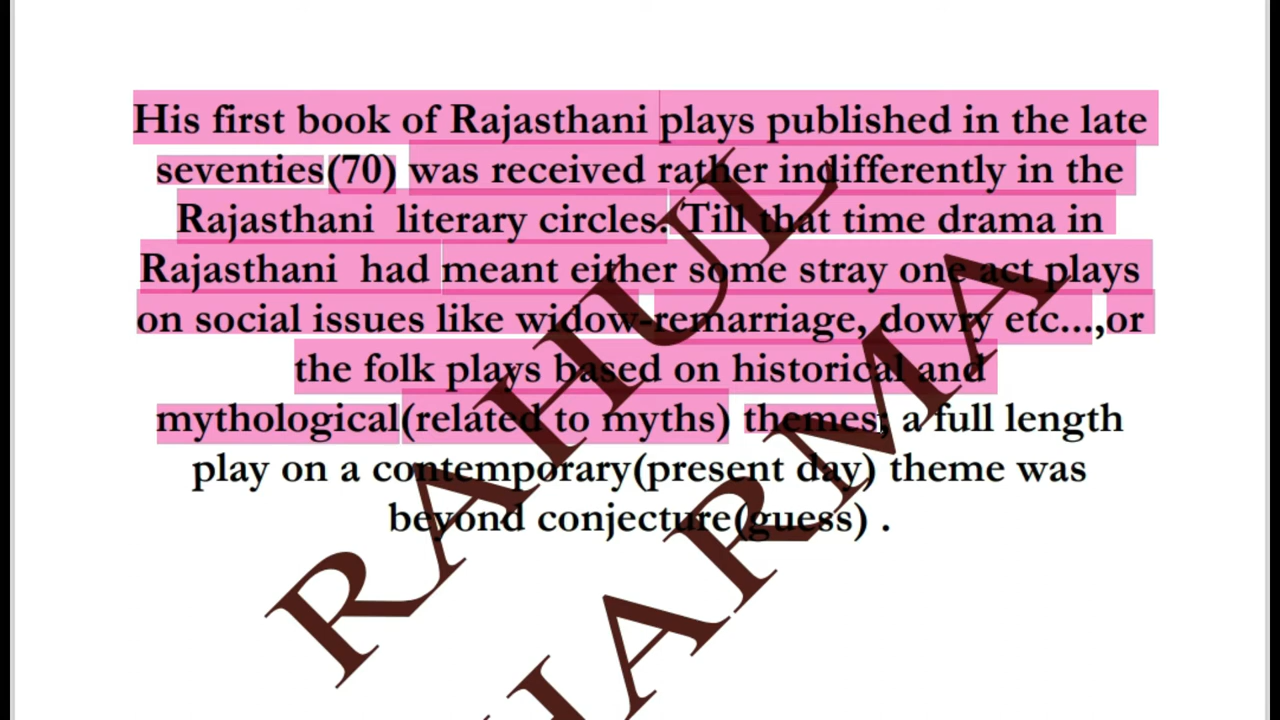 His first book of Rajasthani plays published in the late
seventies(70) was received rather indifferently in the
Rajasthani literary circles. Till that time drama in
Rajasthani had meant either some stray one act plays
on social issues like widow-remarriage, dowry etc...,or
the folk plays based on historical and
mythological(related to myths) themes; a full length
play on a contemporary(present day) theme was
beyond conjecture(guess) .
RAHUL
HARMA